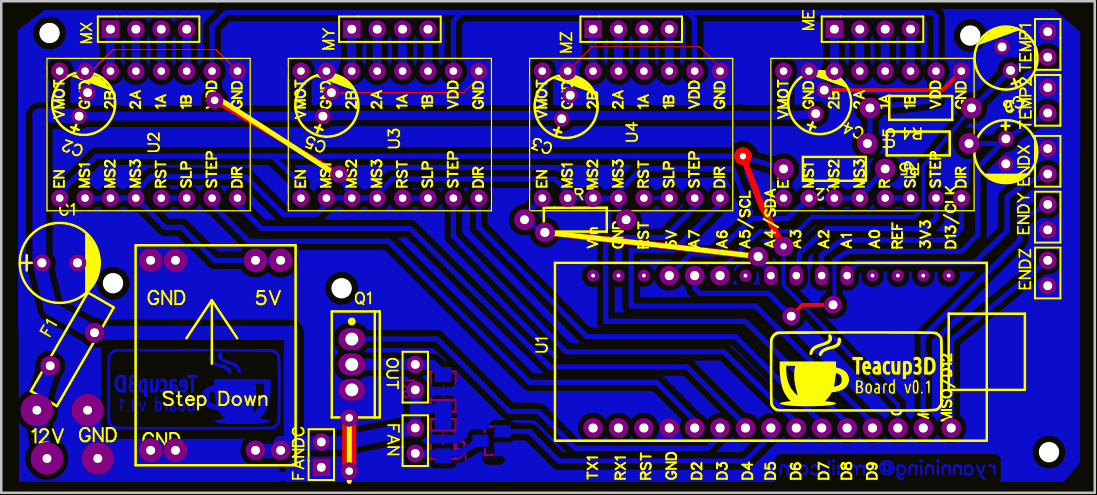 MX
MY
MZ
ME
TEMP1
TEMP2
ENDX
ENDY
ENDZ
VMOT
GND
2B
2A
1A
1B
VDD
GND
U2
C2
EN
MS1
MS2
MS3
RST
SLP
STEP
DIR
VMOT
GND
2B
2A
1A
1B
VDD
GND
U3
EN
MS1
MS2
MS3
RST
SLP
STEP
DIR
VMOT
GND
2B
2A
1A
1B
VDD
GND
U4
C3
EN
MS1
MS2
MS3
RST
SLP
STEP
DIR
VMOT
GND
2B
2A
1A
1B
VDD
GND
U5
C4
MS1
MS2
MS3
STEP
DIR
C1
Vin
GND
RST
5V
A7
A6
A5/SCL
A4/SDA
A3
A2
A1
A0
REF
3V3
D13/CLK
GND
5V
Step Down
GND
F1
12V
GND
Q1
OUT
FAN
FANDC
U1
Teacup3D
Board v0.1
TX1
RX1
RST
GND
D2
D3
D4
D5
D6
D7
D8
D9
Teacup3D
Board v0.1